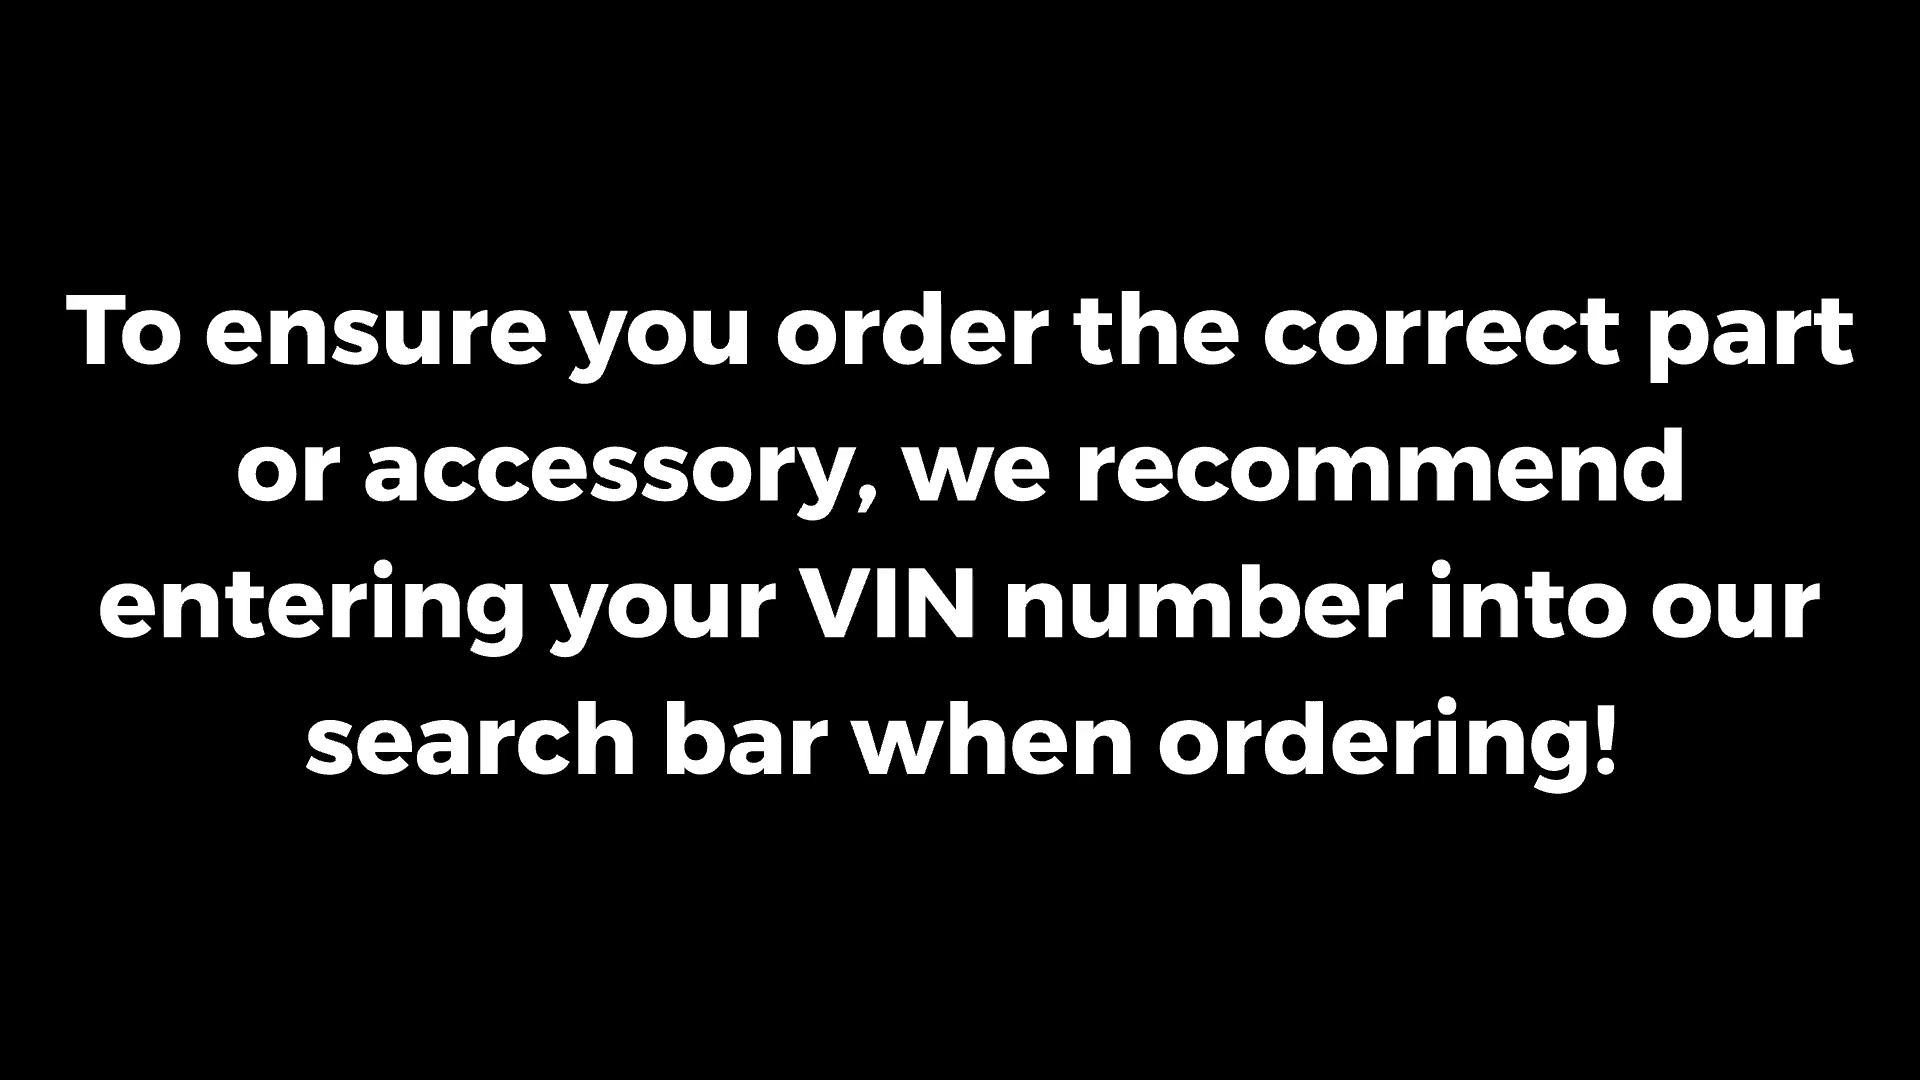 To ensure you order the correct part
or accessory, we recommend
entering your VIN number into our
search bar when ordering!